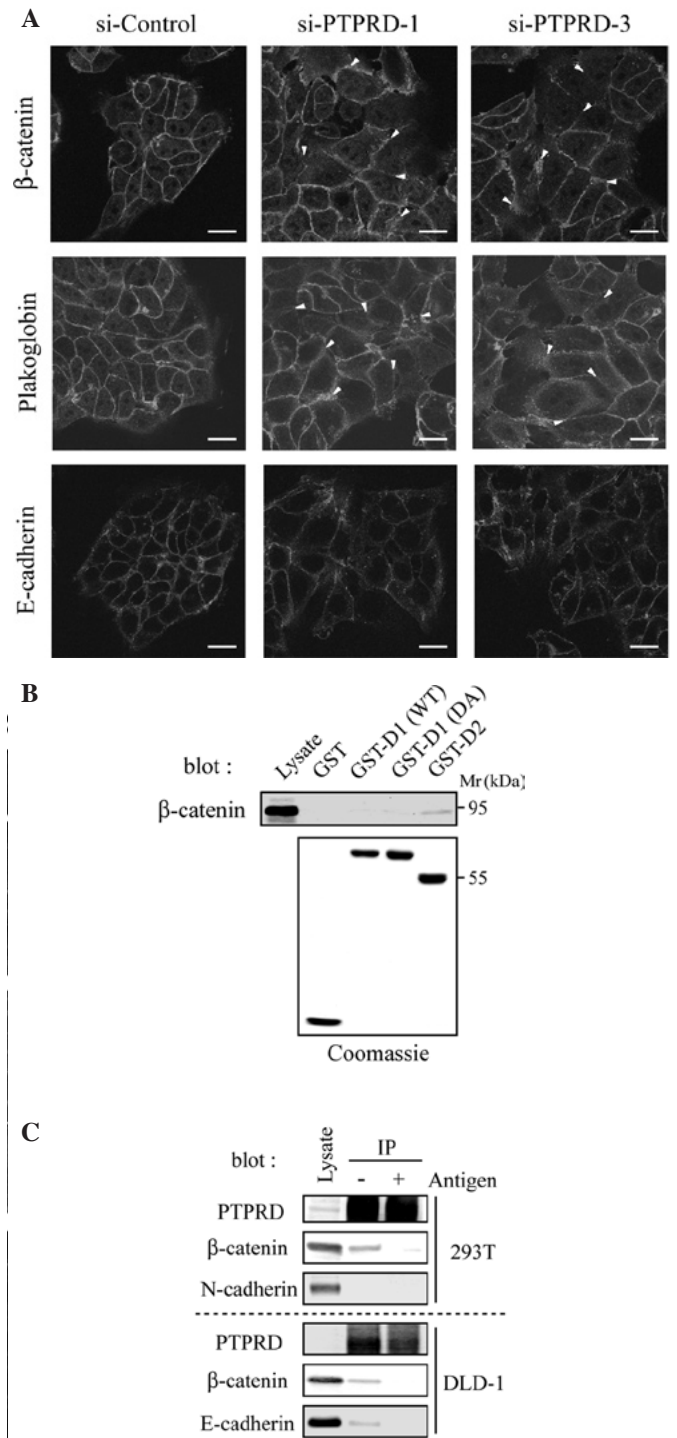 A
si-Control si-PTPRD-1 si-PTPRD-3
β-catenin
Plakoglobin
E-cadherin
B
blot : Lysate GST GST-D1 (WT) GST-D1 (DA) GST-D2 Mr (kDa)
β-catenin 95
55
Coomassie
C
blot : Lysate IP
- + Antigen
PTPRD
β-catenin 293T
N-cadherin
PTPRD
β-catenin DLD-1
E-cadherin